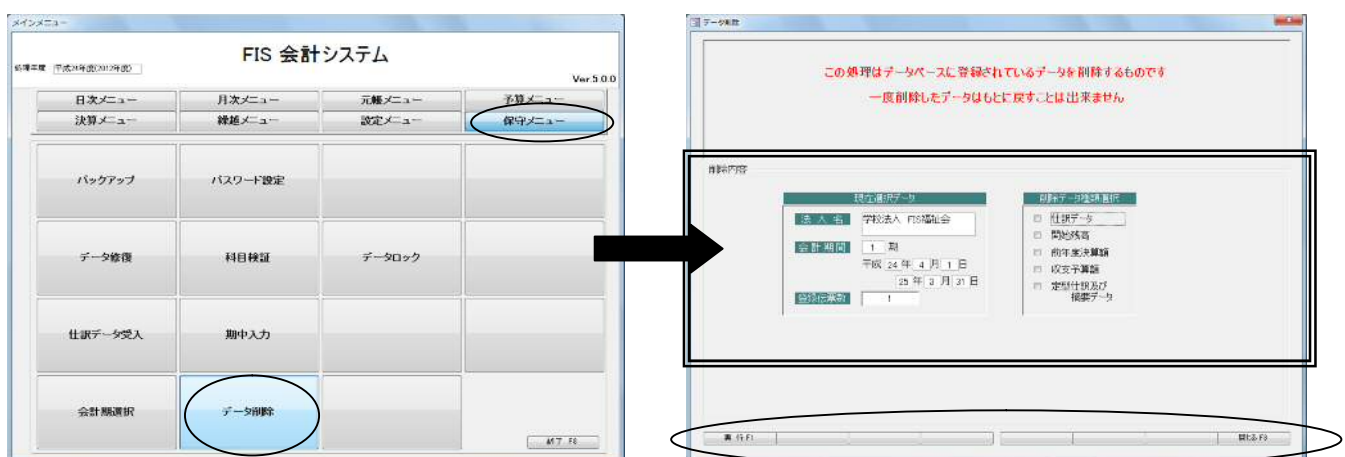 メインメニュー
FIS 会計システム
処理年度 平成24年度(2012年度)
Ver.5.0.0
日次メニュー 月次メニュー 元帳メニュー 予算メニュー
決算メニュー 繰越メニュー 設定メニュー 保守メニュー
バックアップ パスワード設定
データ修復 科目検証 データロック
仕訳データ受入 期中入力
会計期選択 データ削除
終了 F8
データ削除
この処理はデータベースに登録されているデータを削除するものです
一度削除したデータはもとに戻すことは出来ません
削除内容
現在選択データ
法人名 学校法人 FIS福祉会
会計期間 1 期
平成 24 年 4 月 1 日
25 年 3 月 31 日
登録伝票数 1
削除データ種類選択
仕訳データ
開始残高
前年度決算額
収支予算額
定型仕訳及び
摘要データ
実行 F1 閉じる F8